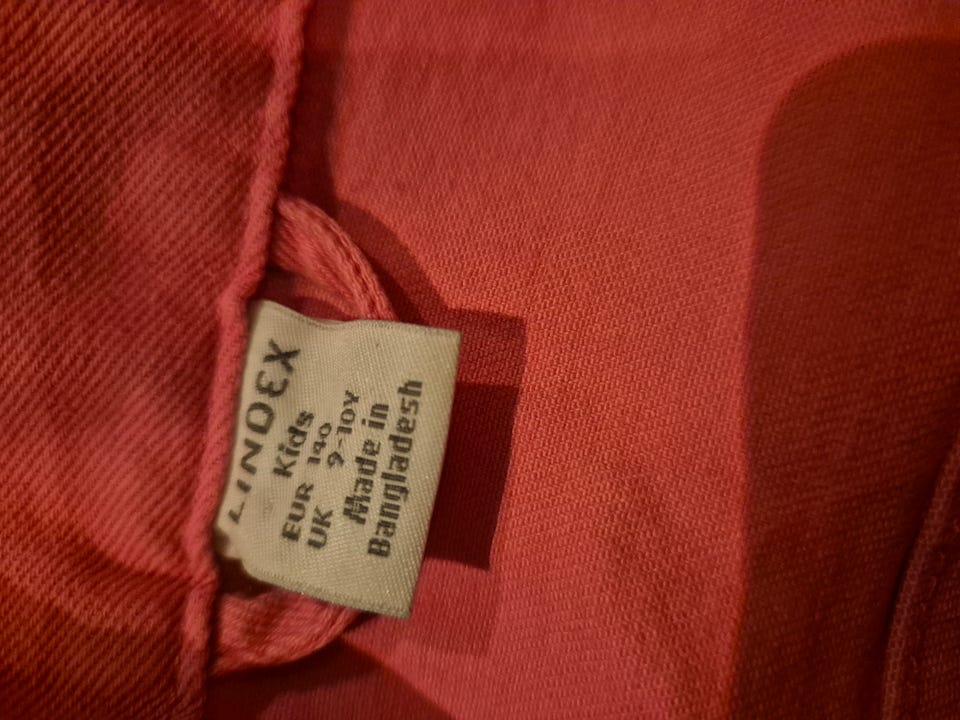 LINDEX
Kids
EUR 140
UK 9-10Y
Made in
Bangladesh